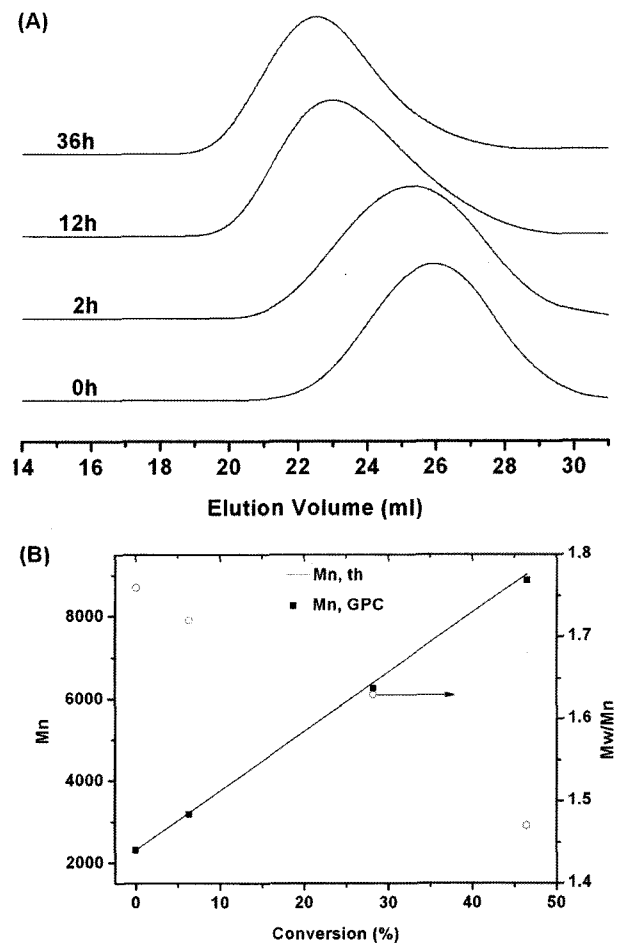 (A)
36h
12h
2h
0h
14 16 18 20 22 24 26 28 30
Elution Volume (ml)
(B)
Mn, th
Mn, GPC
8000
6000
4000
2000
Mn
1.8
1.7
1.6
1.5
1.4
Mw/Mn
0 10 20 30 40 50
Conversion (%)